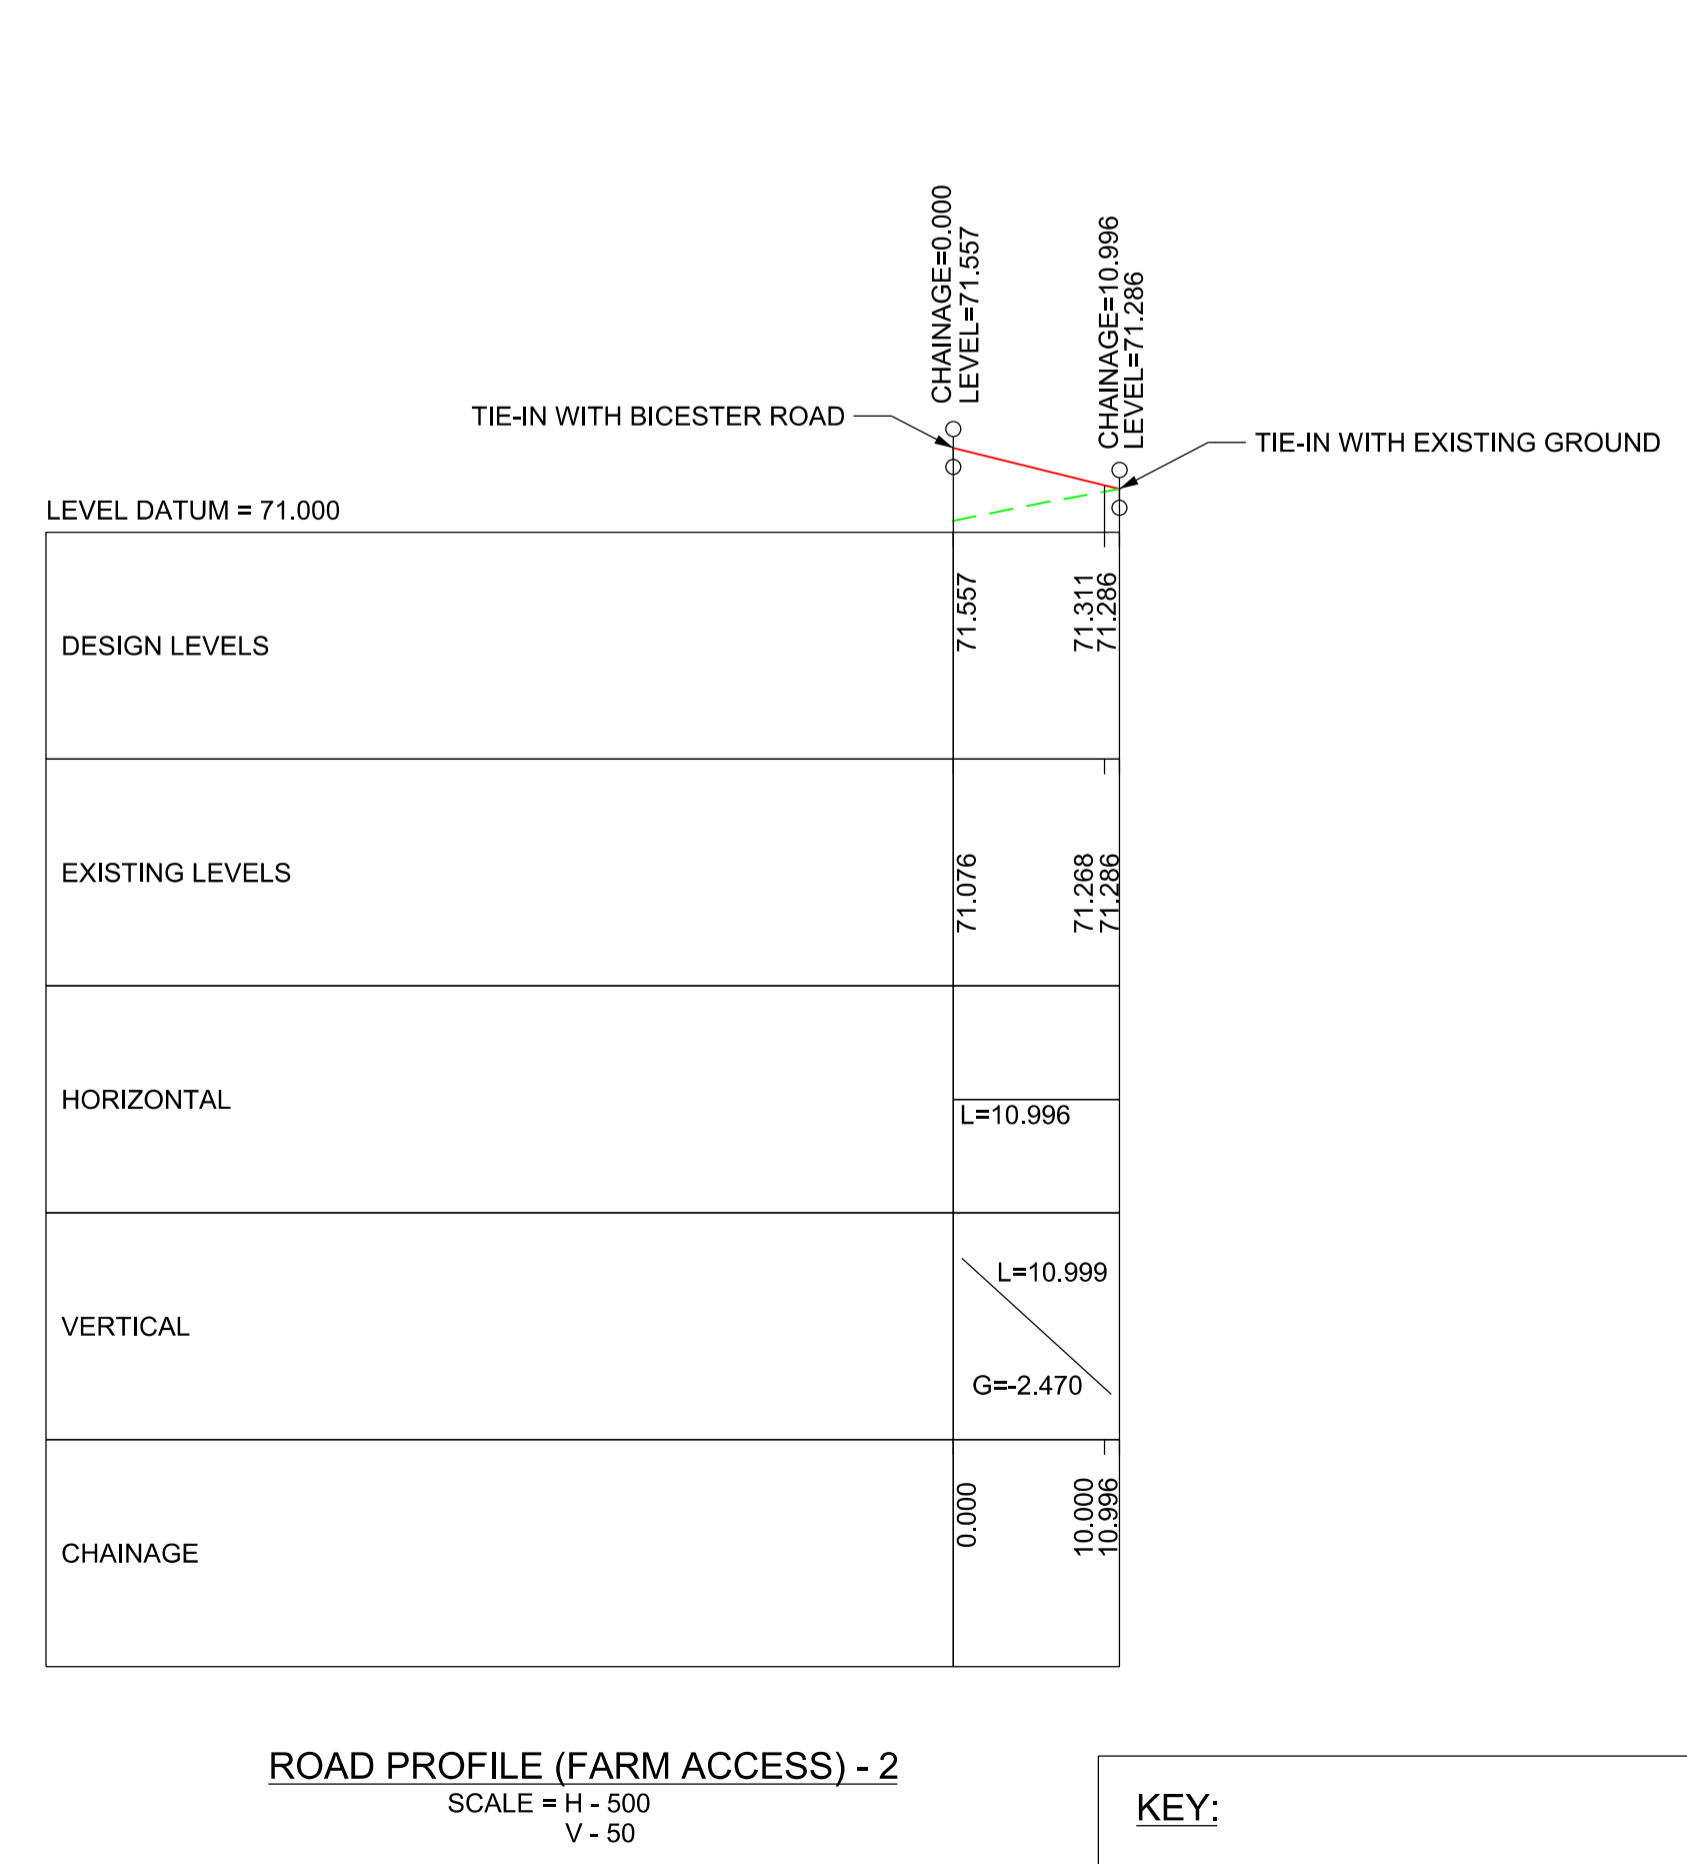 CHAINAGE=0.000
LEVEL=71.557
CHAINAGE=10.996
LEVEL=71.286
TIE-IN WITH BICESTER ROAD
TIE-IN WITH EXISTING GROUND
LEVEL DATUM = 71.000
DESIGN LEVELS
71.557
71.311
71.286
EXISTING LEVELS
71.076
71.268
71.286
HORIZONTAL
L=10.996
VERTICAL
L=10.999
G=-2.470
CHAINAGE
0.000
10.000
10.996
ROAD PROFILE (FARM ACCESS) - 2
SCALE = H - 500
V - 50
KEY: